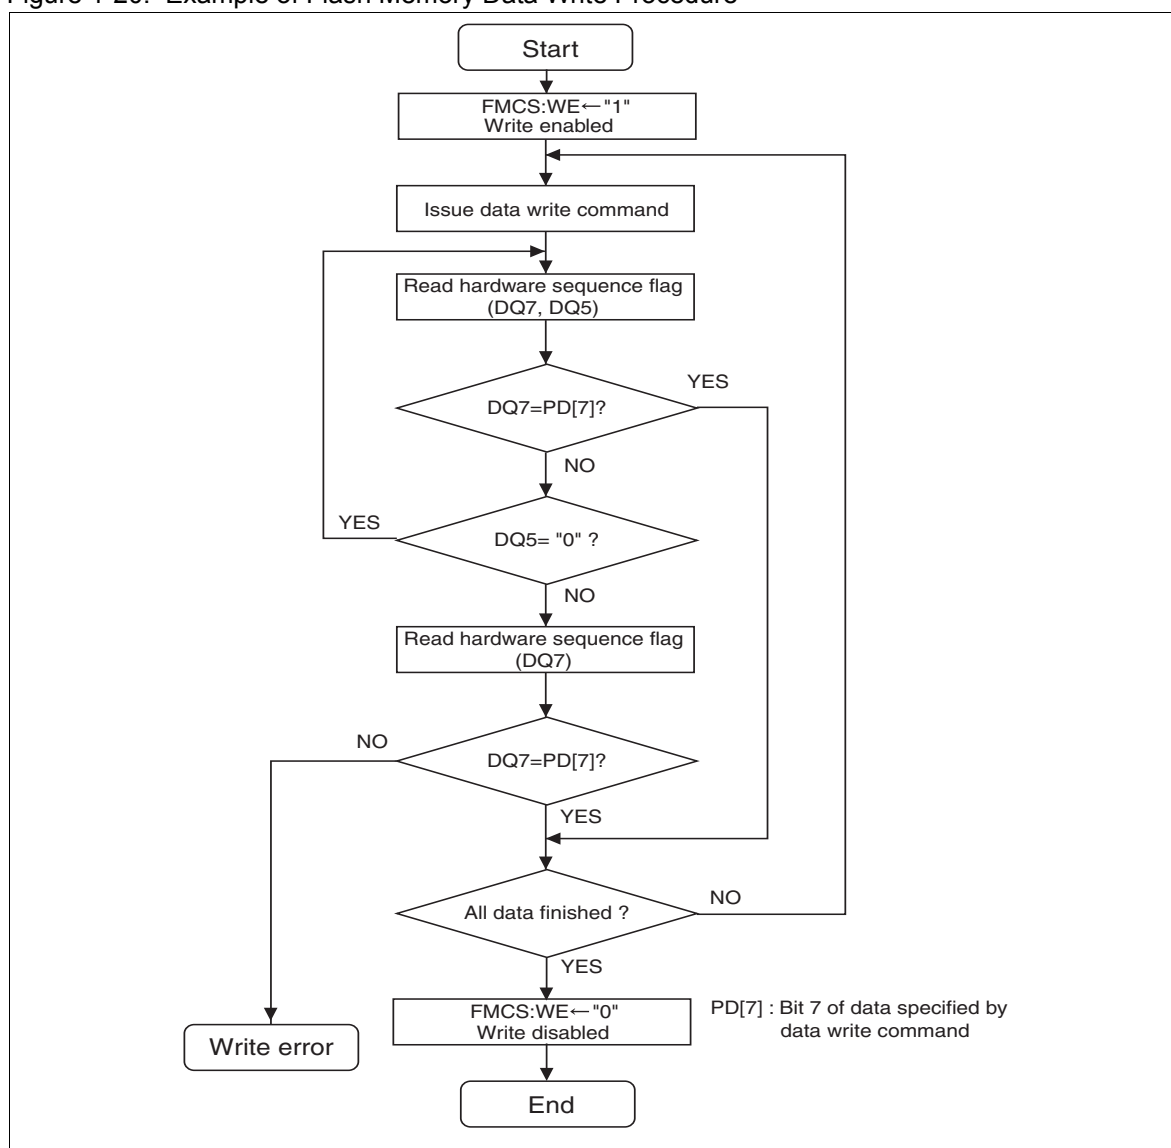 Figure 1-20. Example of Flash Memory Data Write Procedure
Start
FMCS:WE←"1"
Write enabled
Issue data write command
Read hardware sequence flag
(DQ7, DQ5)
YES
DQ7=PD[7]?
NO
YES
DQ5= "0" ?
NO
Read hardware sequence flag
(DQ7)
NO
DQ7=PD[7]?
YES
NO
All data finished ?
YES
FMCS:WE←"0"
Write disabled
PD[7] : Bit 7 of data specified by
data write command
Write error
End